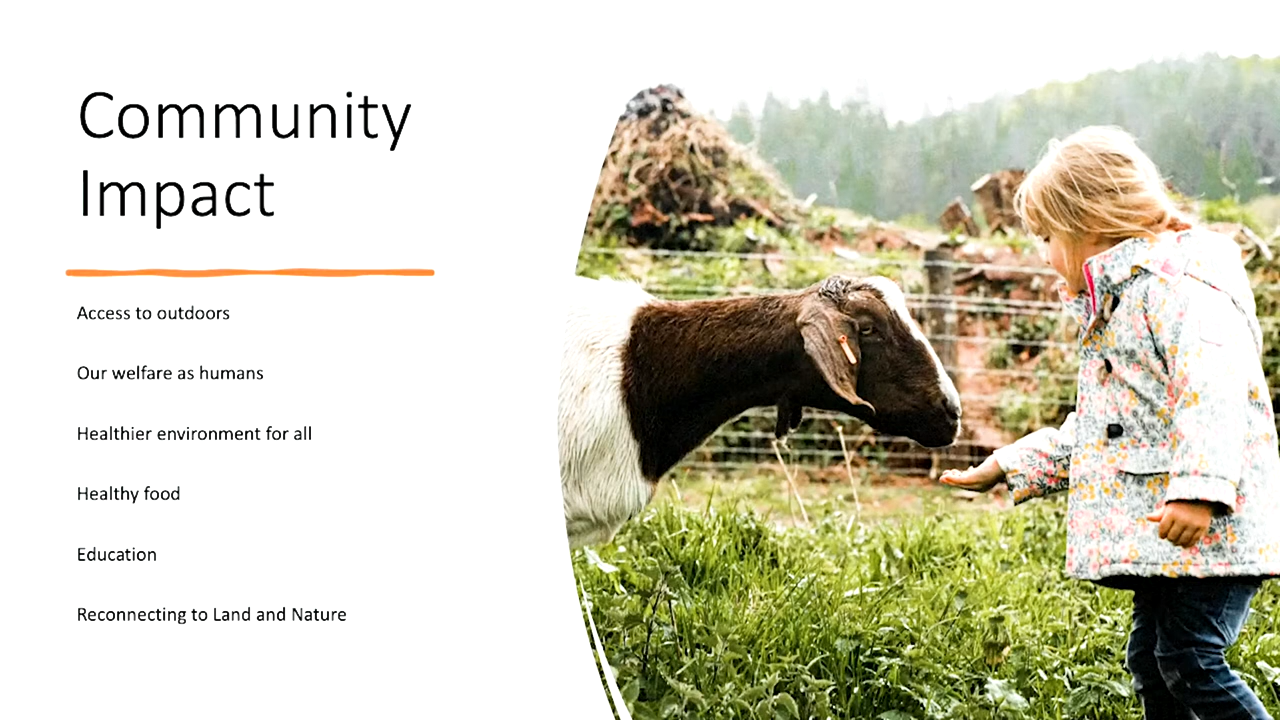 Community
Impact
Access to outdoors
Our welfare as humans
Healthier environment for all
Healthy food
Education
Reconnecting to Land and Nature